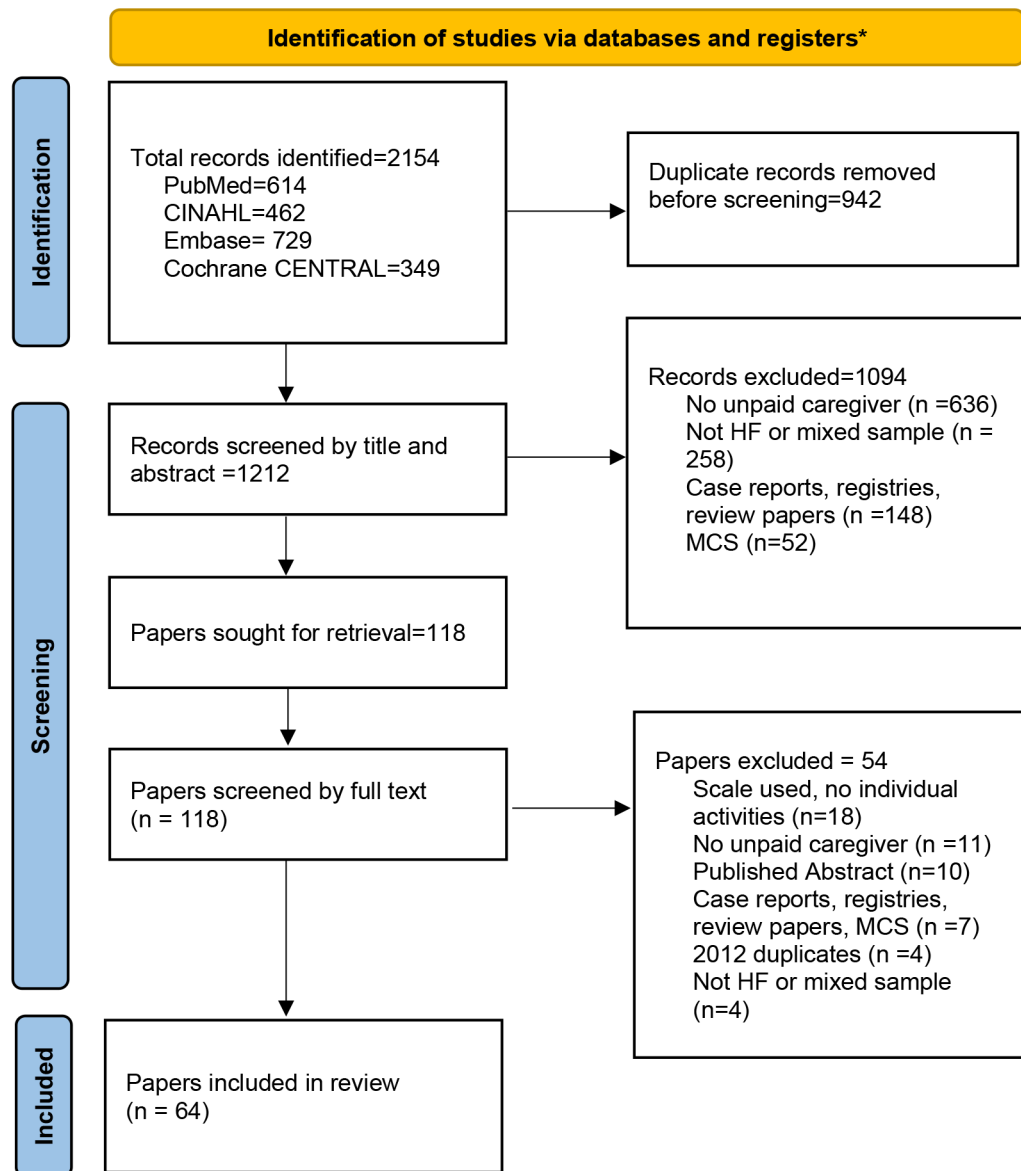 Identification of studies via databases and registers*
Identification
Total records identified=2154
PubMed=614
CINAHL=462
Embase= 729
Cochrane CENTRAL=349
Duplicate records removed
before screening=942
Screening
Records screened by title and
abstract =1212
Records excluded=1094
No unpaid caregiver (n =636)
Not HF or mixed sample (n =
258)
Case reports, registries,
review papers (n =148)
MCS (n=52)
Papers sought for retrieval=118
Papers screened by full text
(n = 118)
Papers excluded = 54
Scale used, no individual
activities (n=18)
No unpaid caregiver (n =11)
Published Abstract (n=10)
Case reports, registries,
review papers, MCS (n =7)
2012 duplicates (n =4)
Not HF or mixed sample
(n=4)
Included
Papers included in review
(n = 64)